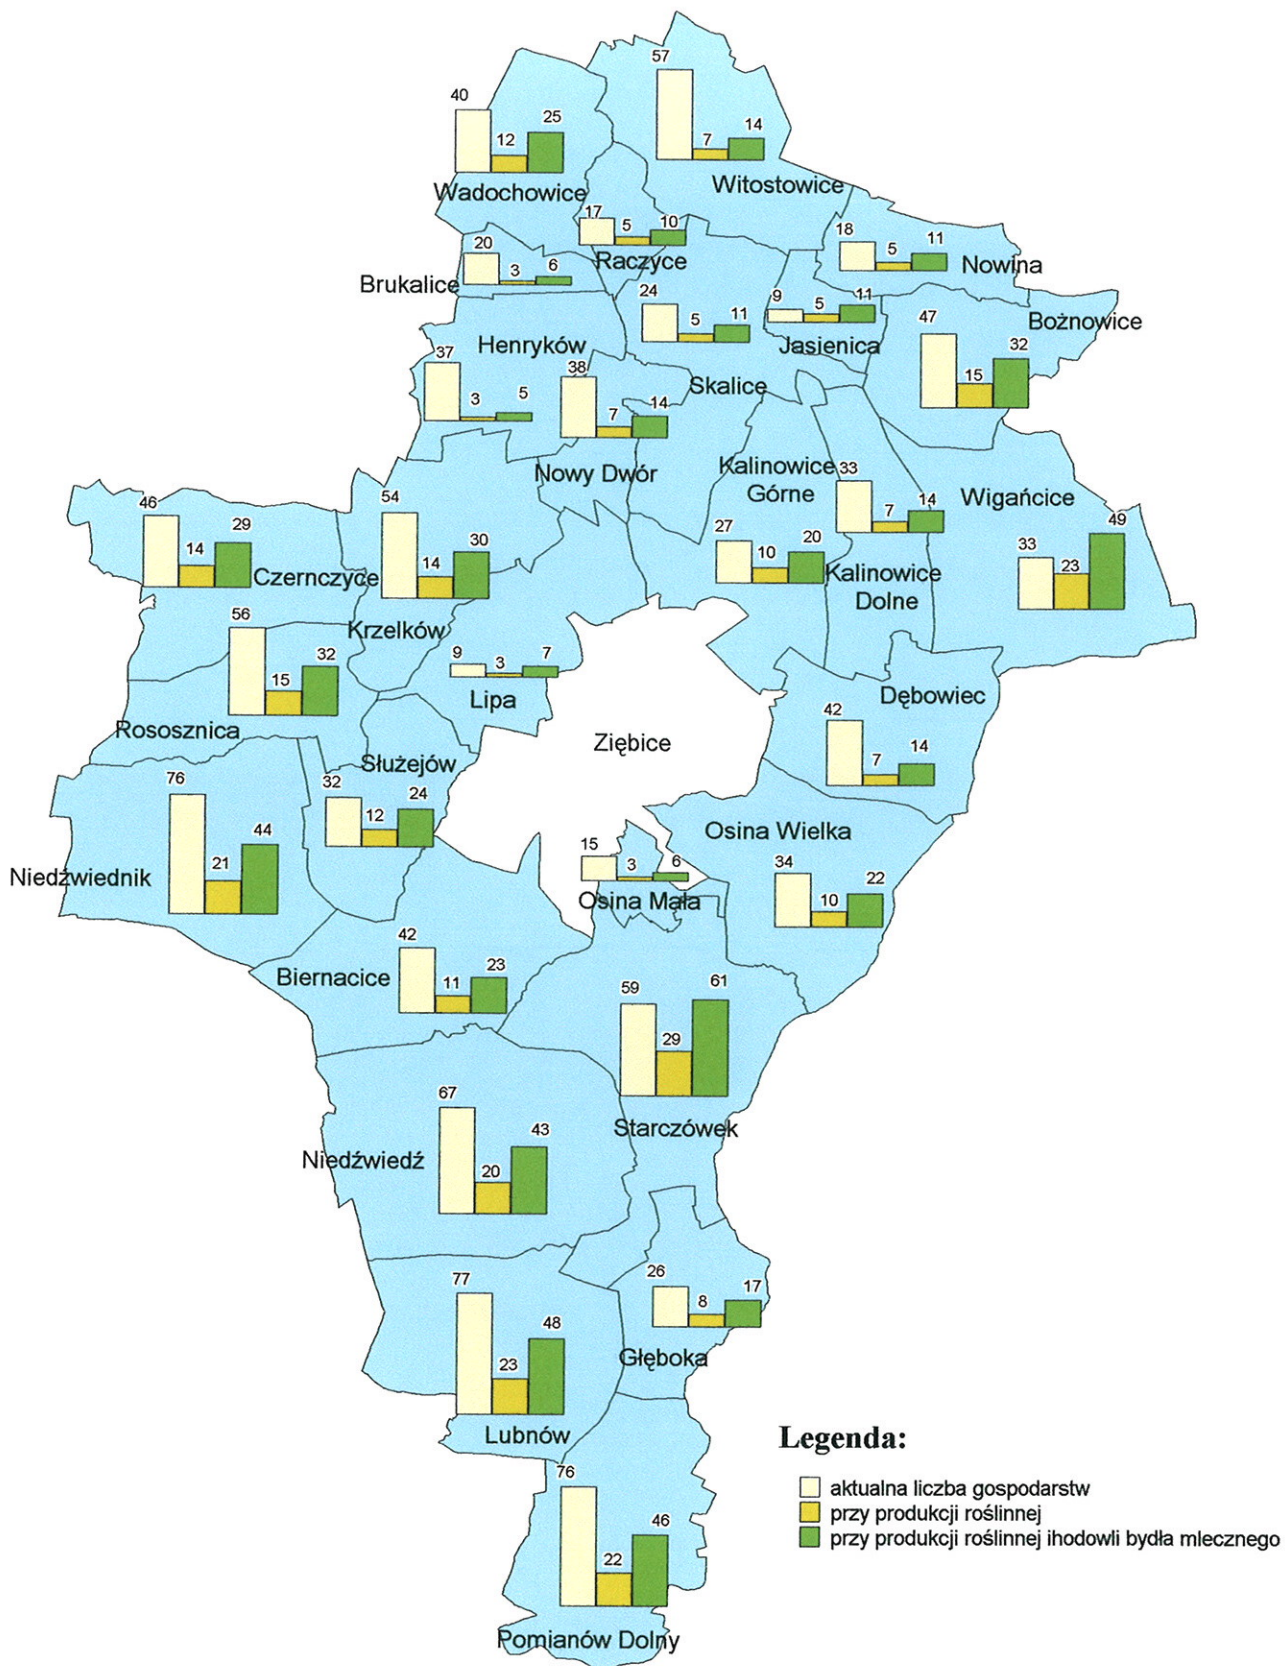 57
7
14
Witostowice
40
12
25
Wadochowice
17
5
10
Raczyce
18
5
11
Nowina
20
3
6
Brukalice
24
5
11
Skalice
9
5
11
Jasienica
47
15
32
Bożnowice
Henryków
37
3
5
38
7
14
Nowy Dwór
Kalinowice
Górne
27
10
20
33
7
14
Kalinowice
Dolne
Wigańcice
33
23
49
46
14
29
Czernczyce
54
14
30
Krzelków
56
15
32
Rososznica
9
3
7
Lipa
Ziębice
Dębowiec
42
7
14
Służejów
32
12
24
76
21
44
Niedźwiednik
15
3
6
Osina Mała
Osina Wielka
34
10
22
42
11
23
Biernacice
59
29
61
Starczówek
67
20
43
Niedźwiedź
26
8
17
Głęboka
77
23
48
Lubnów
76
22
46
Pomianów Dolny
Legenda:
aktualna liczba gospodarstw
przy produkcji roślinnej
przy produkcji roślinnej ihodowli bydła mlecznego